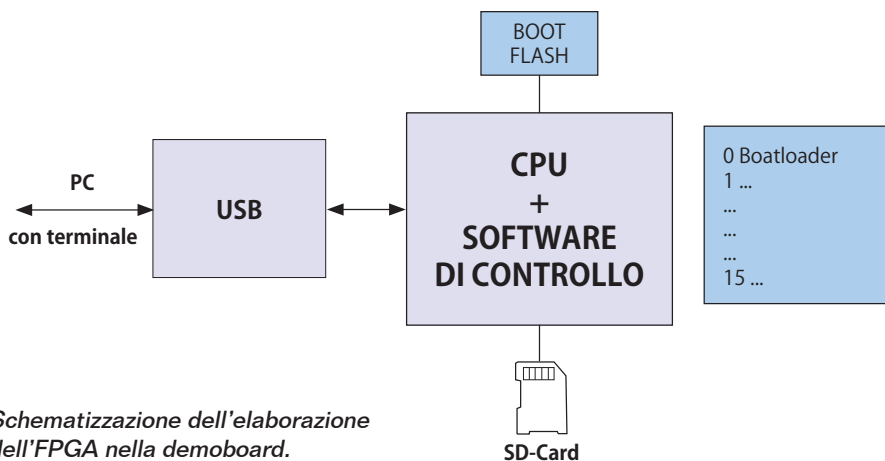 BOOT
FLASH
PC
con terminale
USB
CPU
+
SOFTWARE
DI CONTROLLO
0 Boatloader
1 ...
...
...
...
15 ...
SD-Card
Schematizzazione dell'elaborazione
dell'FPGA nella demoboard.